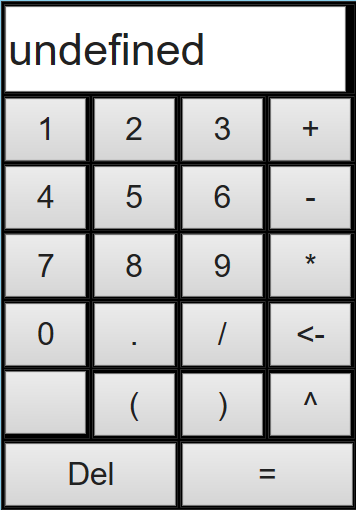 undefined
1 2 3 +
4 5 6 -
7 8 9 *
0 . / <-
( ) ^
Del =